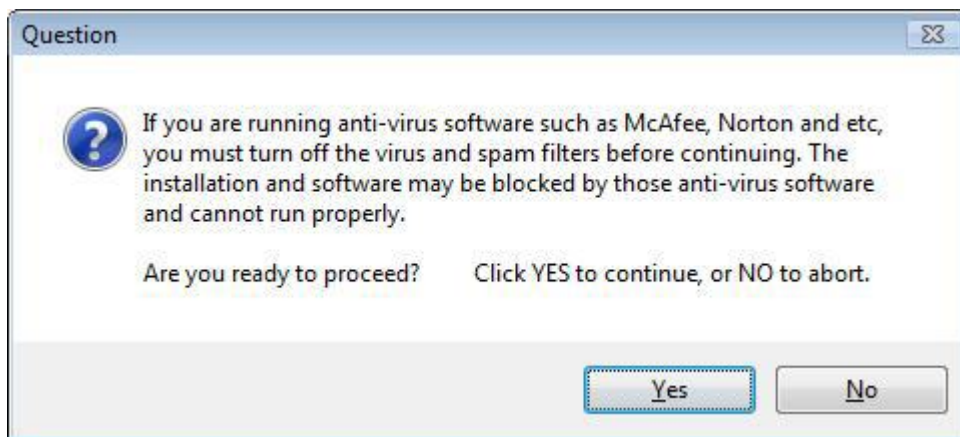 Question
If you are running anti-virus software such as McAfee, Norton and etc,
you must turn off the virus and spam filters before continuing. The
installation and software may be blocked by those anti-virus software
and cannot run properly.
Are you ready to proceed? Click YES to continue, or NO to abort.
Yes No